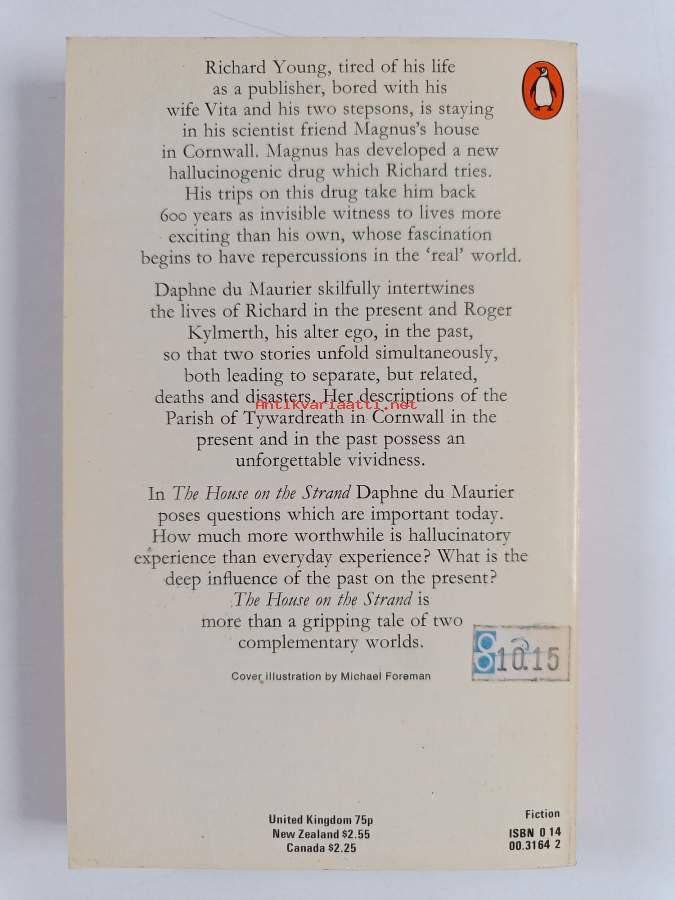 Richard Young, tired of his life
as a publisher, bored with his
wife Vita and his two stepsons, is staying
in his scientist friend Magnus's house
in Cornwall. Magnus has developed a new
hallucinogenic drug which Richard tries.
His trips on this drug take him back
600 years as invisible witness to lives more
exciting than his own, whose fascination
begins to have repercussions in the 'real' world.
Daphne du Maurier skilfully intertwines
the lives of Richard in the present and Roger
Kylmerth, his alter ego, in the past,
so that two stories unfold simultaneously,
both leading to separate, but related,
deaths and disasters. Her descriptions of the
Antikvariaatti.net
Parish of Tywardreath in Cornwall in the
present and in the past possess an
unforgettable vividness.
In The House on the Strand Daphne du Maurier
poses questions which are important today.
How much more worthwhile is hallucinatory
experience than everyday experience? What is the
deep influence of the past on the present?
The House on the Strand is
more than a gripping tale of two
complementary worlds.
10.15
Cover illustration by Michael Foreman
United Kingdom 75p
New Zealand $2.55
Canada $2.25
Fiction
ISBN 0 14
00.3164 2